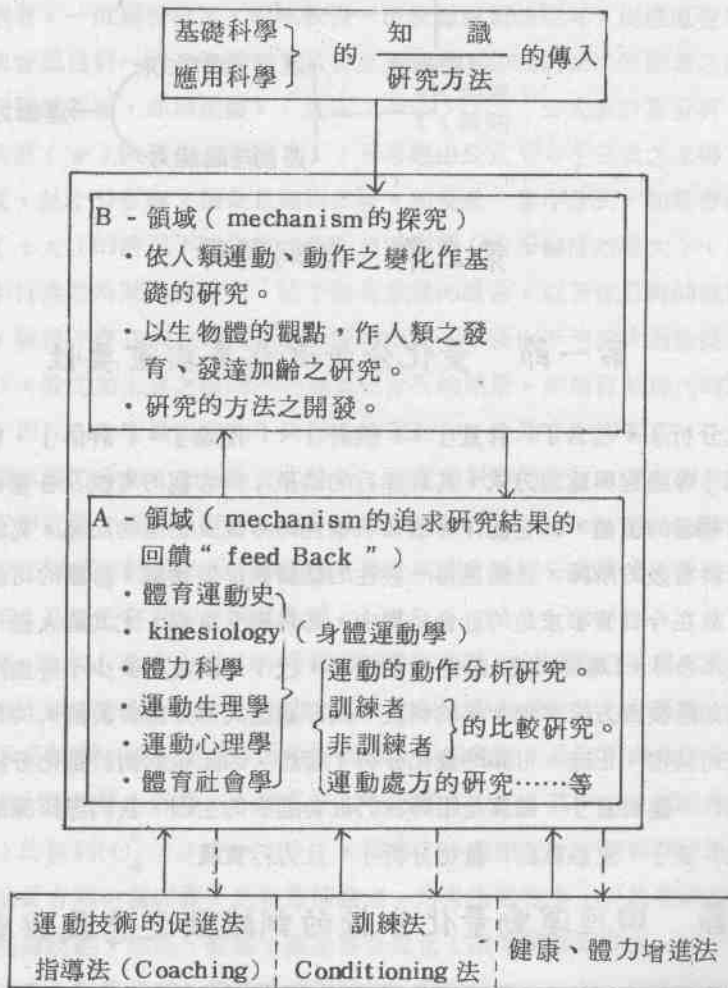 基礎科學
應用科學
的
知　識
研究方法
的傳入
B - 領域 ( mechanism的探究 )
・依人類運動、動作之變化作基
礎的研究。
・以生物體的觀點，作人類之發
育、發達加齡之研究。
・研究的方法之開發。
A - 領域 ( mechanism的追求研究結果的
回饋“ feed Back ” )
・體育運動史
・kinesiology ( 身體運動學 )
・體力科學
・運動生理學
・運動心理學
・體育社會學
運動的動作分析研究。
訓練者
非訓練者
的比較研究。
運動處方的研究……等
運動技術的促進法
指導法 ( Coaching )
訓練法
Conditioning 法
健康、體力增進法